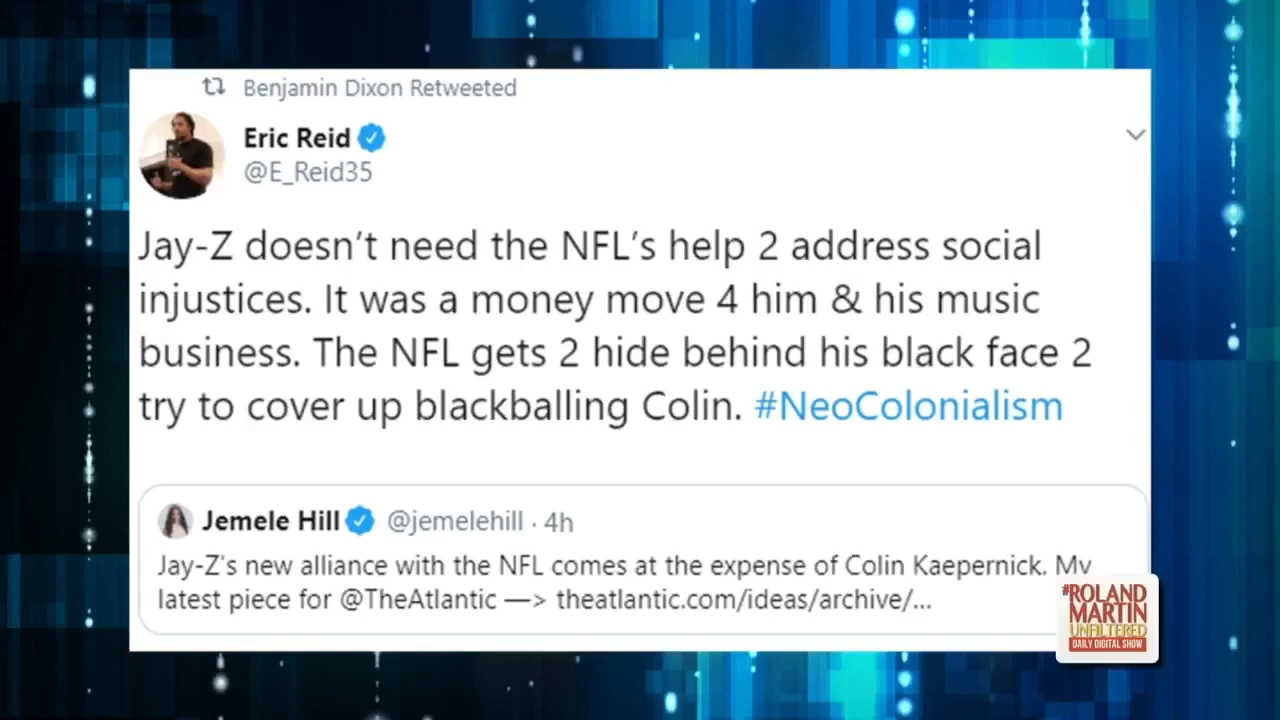 Benjamin Dixon Retweeted
Eric Reid
@E_Reid35
Jay-Z doesn’t need the NFL’s help 2 address social
injustices. It was a money move 4 him & his music
business. The NFL gets 2 hide behind his black face 2
try to cover up blackballing Colin. #NeoColonialism
Jemele Hill @jemelehill · 4h
Jay-Z’s new alliance with the NFL comes at the expense of Colin Kaepernick. My
latest piece for @TheAtlantic —> theatlantic.com/ideas/archive/...
#ROLAND
MARTIN
UNFILTERED
DAILY DIGITAL SHOW